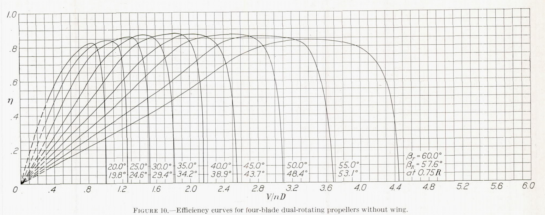 1.0
.8
.6
η
.4
.2
20.0° 25.0° 30.0° 35.0° 40.0° 45.0° 50.0° 55.0° β₁-60.0°
19.8° 24.6° 29.4° 34.2° 38.9° 43.7° 48.4° 53.1° β₂-57.6°
at 0.75R
0 .4 .8 1.2 1.6 2.0 2.4 2.8 3.2 3.6 4.0 4.4 4.8 5.2 5.6 6.0
V/nD
FIGURE 10.—Efficiency curves for four-blade dual-rotating propellers without wing.